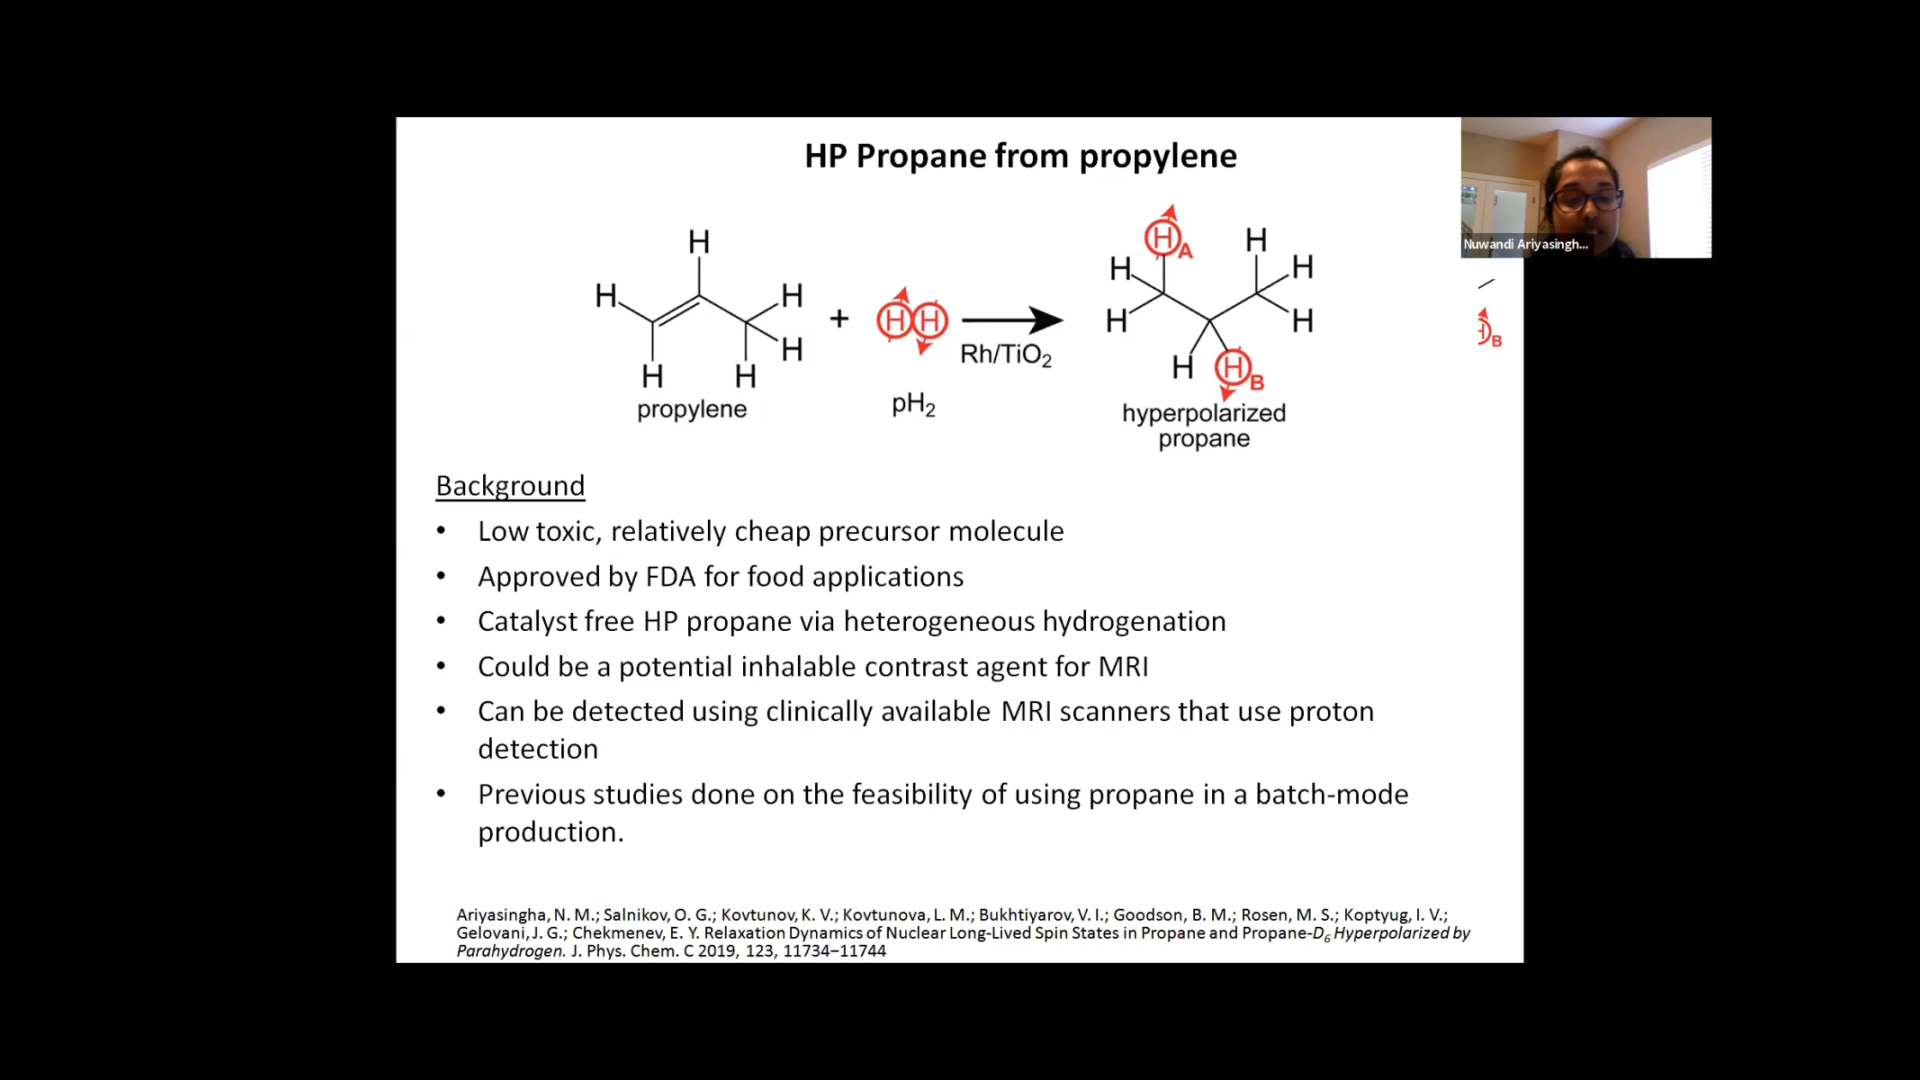 HP Propane from propylene
H
H
H
H
H
H
propylene
+
H H
pH2
Rh/TiO2
H A
H
H
H
H
H
H
H B
hyperpolarized
propane
H B
Nuwandi Ariyasingh...
Background
• Low toxic, relatively cheap precursor molecule
• Approved by FDA for food applications
• Catalyst free HP propane via heterogeneous hydrogenation
• Could be a potential inhalable contrast agent for MRI
• Can be detected using clinically available MRI scanners that use proton
detection
• Previous studies done on the feasibility of using propane in a batch-mode
production.
Ariyasingha, N. M.; Salnikov, O. G.; Kovtunov, K. V.; Kovtunova, L. M.; Bukhtiyarov, V. I.; Goodson, B. M.; Rosen, M. S.; Koptyug, I. V.;
Gelovani, J. G.; Chekmenev, E. Y. Relaxation Dynamics of Nuclear Long-Lived Spin States in Propane and Propane-D6 Hyperpolarized by
Parahydrogen. J. Phys. Chem. C 2019, 123, 11734–11744